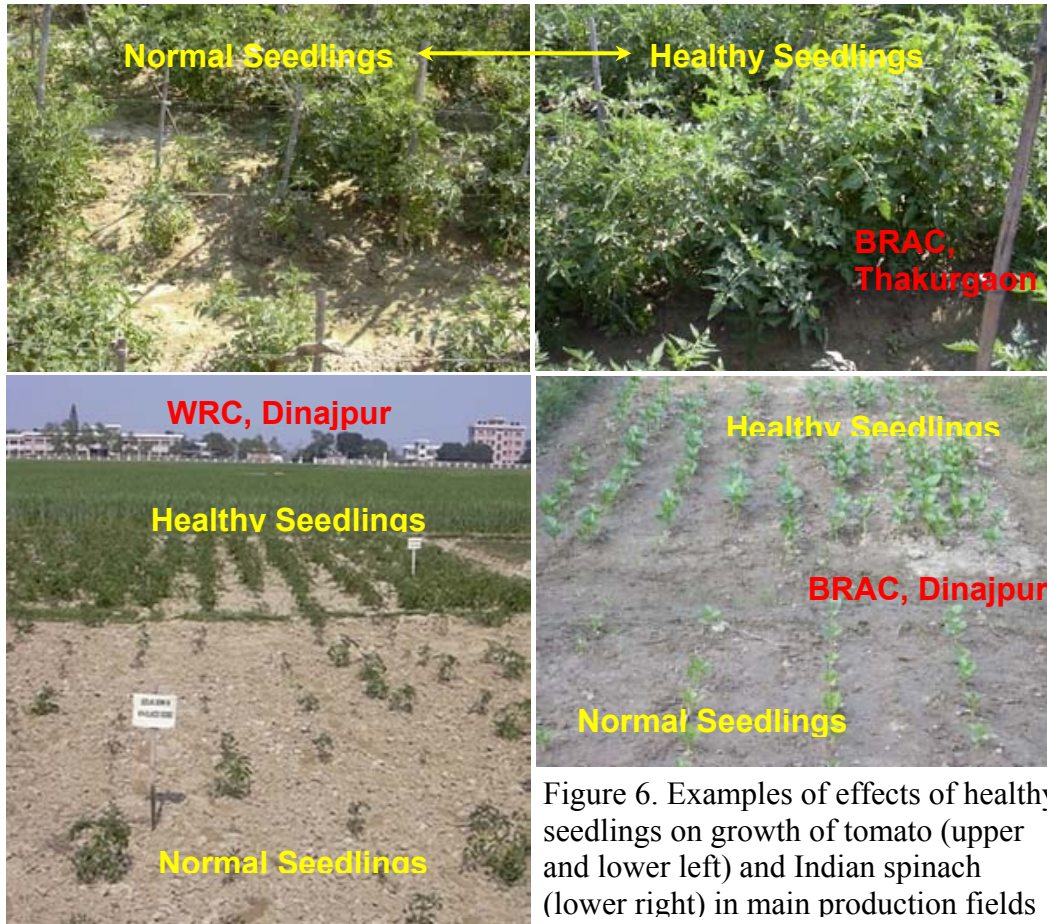 Normal Seedlings
Healthy Seedlings
BRAC,
Thakurgaon
WRC, Dinajpur
Healthy Seedlings
Normal Seedlings
Healthy Seedlings
BRAC, Dinajpur
Normal Seedlings
Figure 6. Examples of effects of healthy
seedlings on growth of tomato (upper
and lower left) and Indian spinach
(lower right) in main production fields